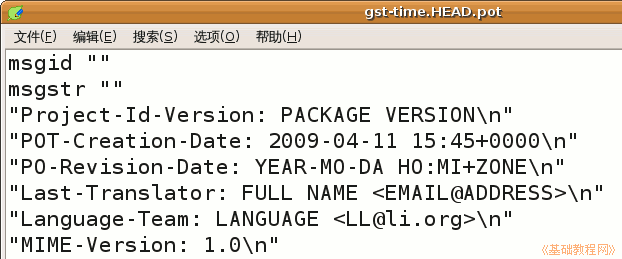 gst-time.HEAD.pot
文件(F) 编辑(E) 搜索(S) 选项(O) 帮助(H)
msgid ""
msgstr ""
"Project-Id-Version: PACKAGE VERSION\n"
"POT-Creation-Date: 2009-04-11 15:45+0000\n"
"PO-Revision-Date: YEAR-MO-DA HO:MI+ZONE\n"
"Last-Translator: FULL NAME <EMAIL@ADDRESS>\n"
"Language-Team: LANGUAGE <LL@li.org>\n"
"MIME-Version: 1.0\n"
《基础教程网》